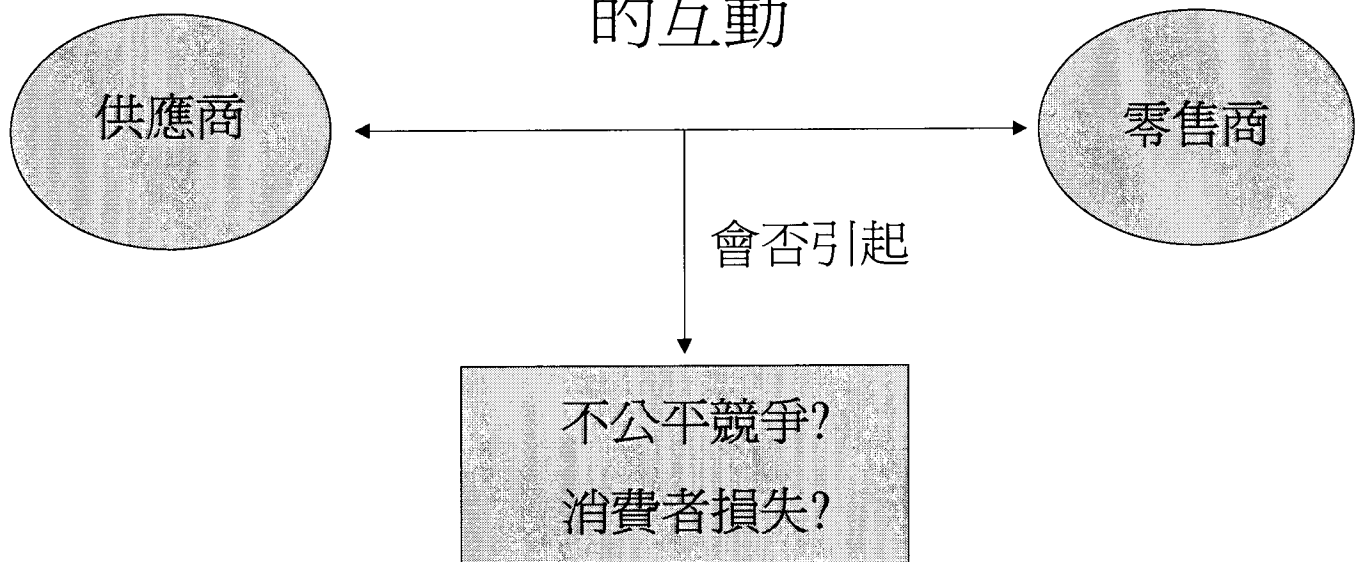 的互動
供應商
零售商
會否引起
不公平競爭?
消費者損失?